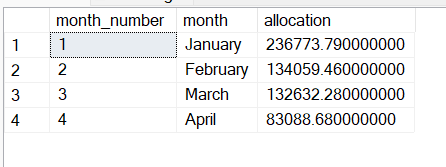 month_number month allocation
1 1 January 236773.790000000
2 2 February 134059.460000000
3 3 March 132632.280000000
4 4 April 83088.680000000